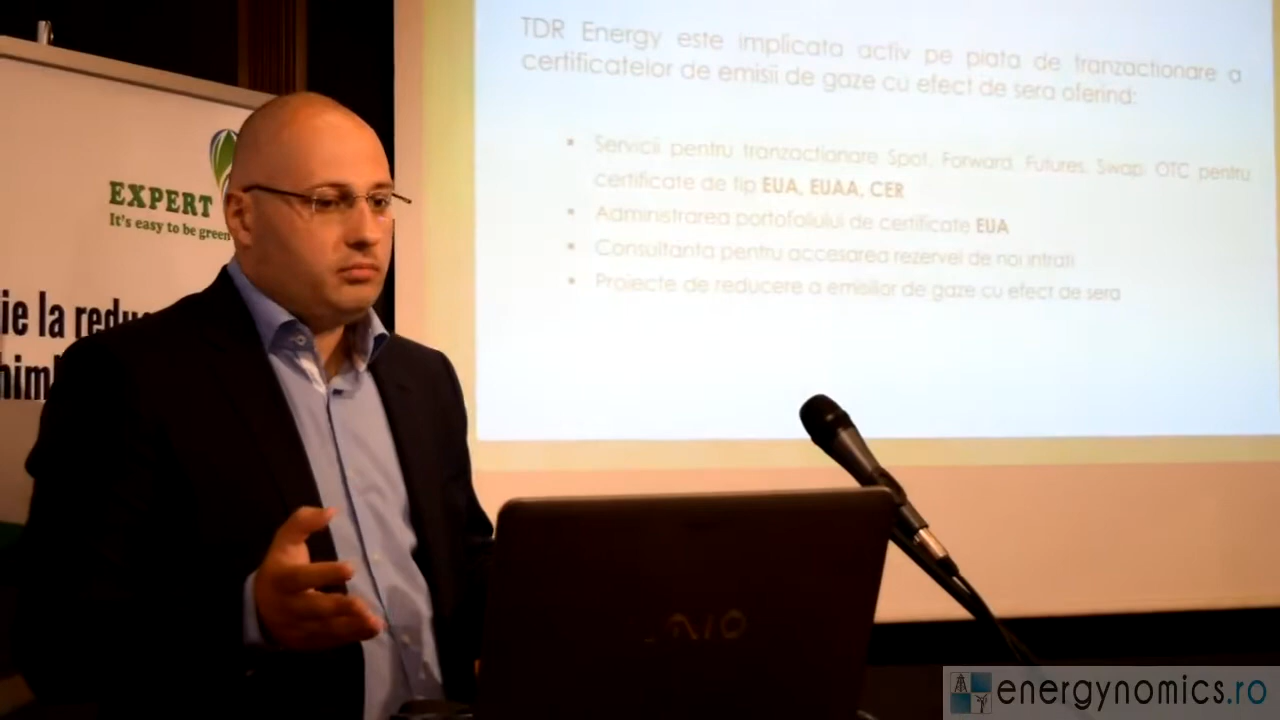 TDR Energy este implicata activ pe piata de tranzactionare a
certificatelor de emisii de gaze cu efect de sera oferind:
Servicii pentru tranzactionare Spot, Forward, Futures, Swap, OTC pentru
certificate de tip EUA, EUAA, CER
Administrarea portofoliului de certificate EUA
Consultanta pentru accesarea rezervei de noi intrati
Proiecte de reducere a emisiilor de gaze cu efect de sera
EXPERT
It's easy to be green
ie la redu
himb
energynomics.ro